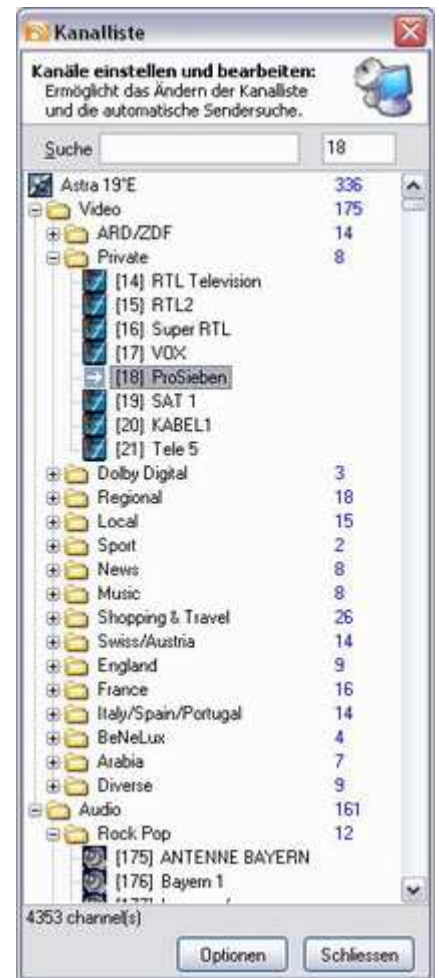 Kanalliste
Kanäle einstellen und bearbeiten:
Ermöglicht das Ändern der Kanalliste
und die automatische Sendersuche.
Suche 18
Astra 19°E 336
Video 175
ARD/ZDF 14
Private 8
[14] RTL Television
[15] RTL2
[16] Super RTL
[17] VOX
[18] ProSieben
[19] SAT 1
[20] KABEL1
[21] Tele 5
Dolby Digital 3
Regional 18
Local 15
Sport 2
News 8
Music 8
Shopping & Travel 26
Swiss/Austria 14
England 9
France 16
Italy/Spain/Portugal 14
BeNeLux 4
Arabia 7
Diverse 9
Audio 161
Rock Pop 12
[175] ANTENNE BAYERN
[176] Bayern 1
4353 channel(s)
Optionen Schliessen